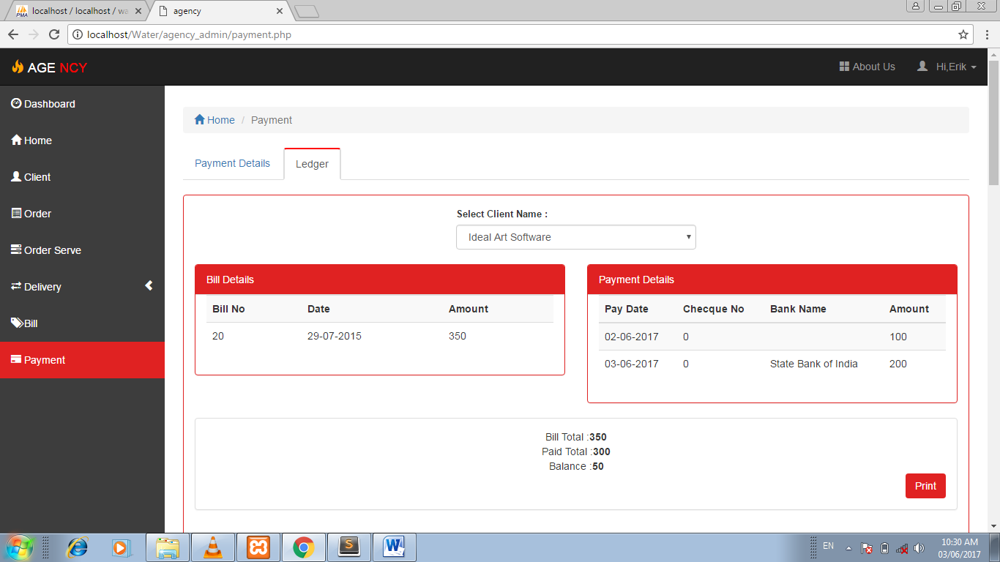 localhost / localhost / wa
agency
localhost/Water/agency_admin/payment.php
AGE NCY
About Us
Hi,Erik
Dashboard
Home
Client
Order
Order Serve
Delivery
Bill
Payment
Home / Payment
Payment Details
Ledger
Select Client Name :
Ideal Art Software
Bill Details
Bill No Date Amount
20 29-07-2015 350
Payment Details
Pay Date Checque No Bank Name Amount
02-06-2017 0 100
03-06-2017 0 State Bank of India 200
Bill Total :350
Paid Total :300
Balance :50
Print
EN
10:30 AM
03/06/2017